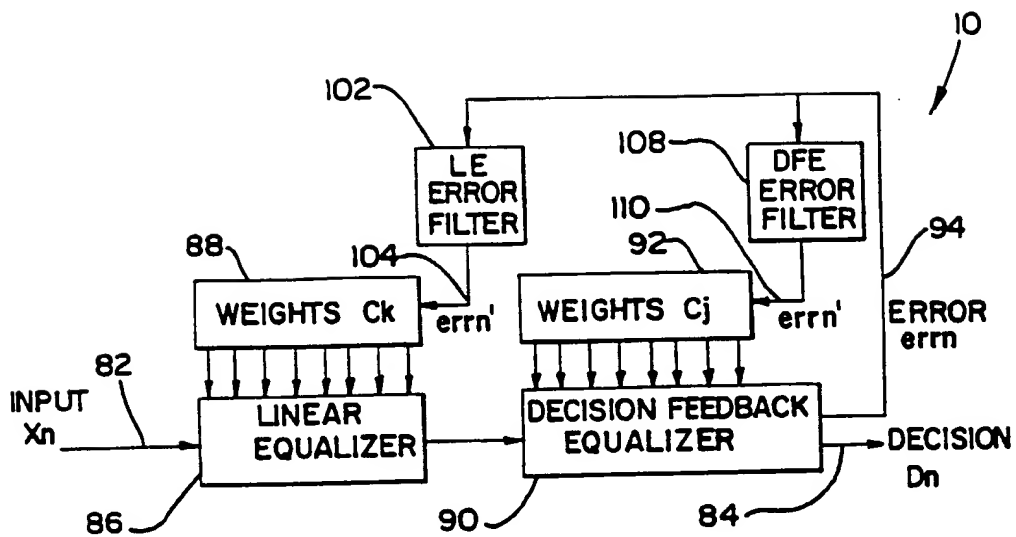 10
102
LE
ERROR
FILTER
108
DFE
ERROR
FILTER
110
94
88
104
92
WEIGHTS Ck
errn'
WEIGHTS Cj
errn'
ERROR
errn
82
INPUT
Xn
LINEAR
EQUALIZER
DECISION FEEDBACK
EQUALIZER
DECISION
Dn
86
90
84